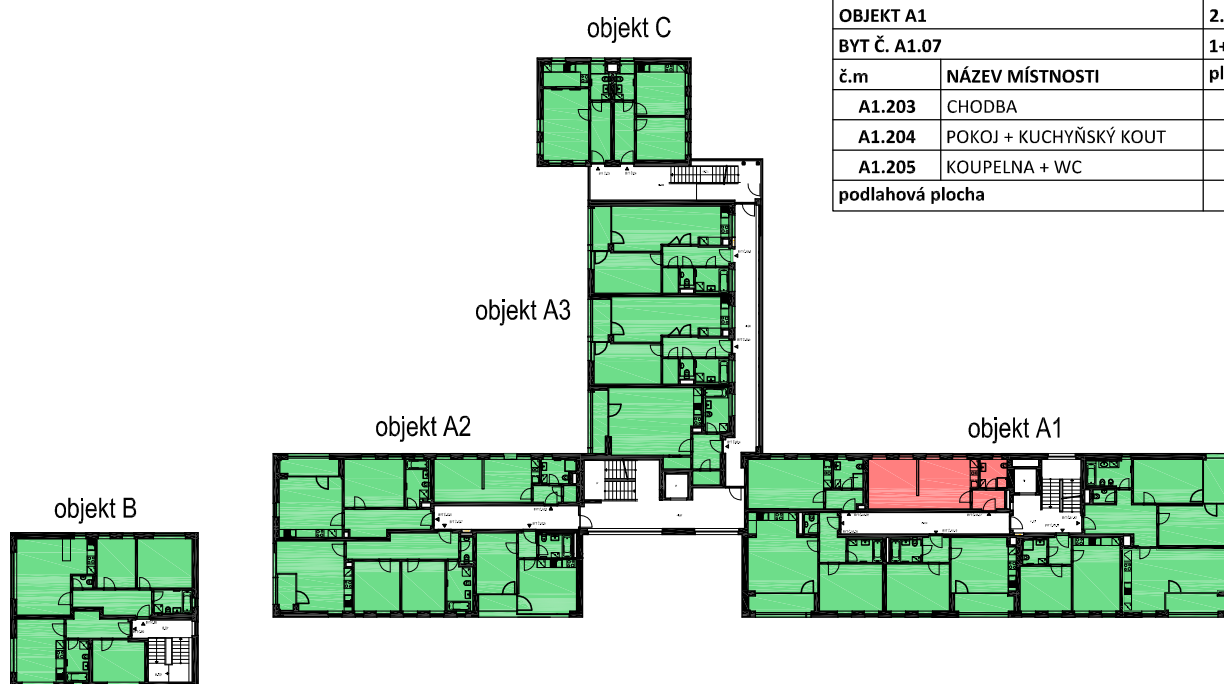 objekt C
OBJEKT A1 2.
BYT Č. A1.07 1+
č.m NÁZEV MÍSTNOSTI pl
A1.203 CHODBA
A1.204 POKOJ + KUCHYŇSKÝ KOUT
A1.205 KOUPELNA + WC
podlahová plocha
objekt A3
objekt A2
objekt A1
objekt B